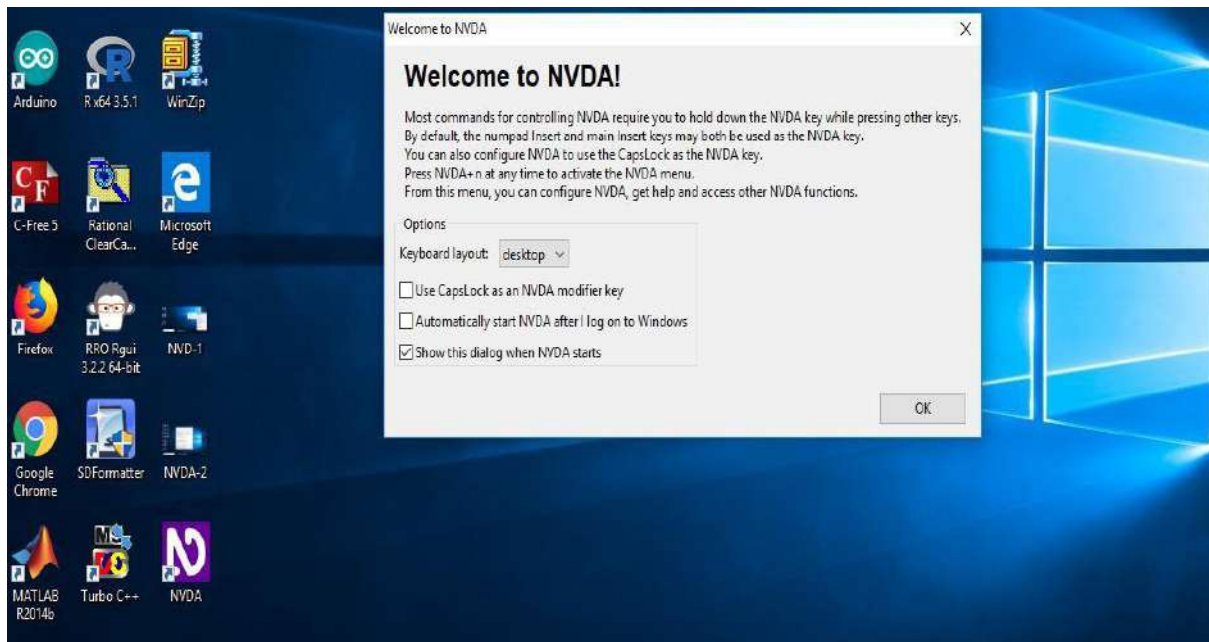 Welcome to NVDA
X
Welcome to NVDA!
Most commands for controlling NVDA require you to hold down the NVDA key while pressing other keys.
By default, the numpad Insert and main Insert keys may both be used as the NVDA key.
You can also configure NVDA to use the CapsLock as the NVDA key.
Press NVDA+n at any time to activate the NVDA menu.
From this menu, you can configure NVDA, get help and access other NVDA functions.
Options
Keyboard layout: desktop
Use CapsLock as an NVDA modifier key
Automatically start NVDA after I log on to Windows
Show this dialog when NVDA starts
OK
Arduino
R x64 3.5.1
WinZip
C-Free 5
Rational
ClearCa...
Microsoft
Edge
Firefox
RRO Rgui
3.2.2 64-bit
NVD-1
Google
Chrome
SDFormatter
NVDA-2
MATLAB
R2014b
Turbo C++
NVDA